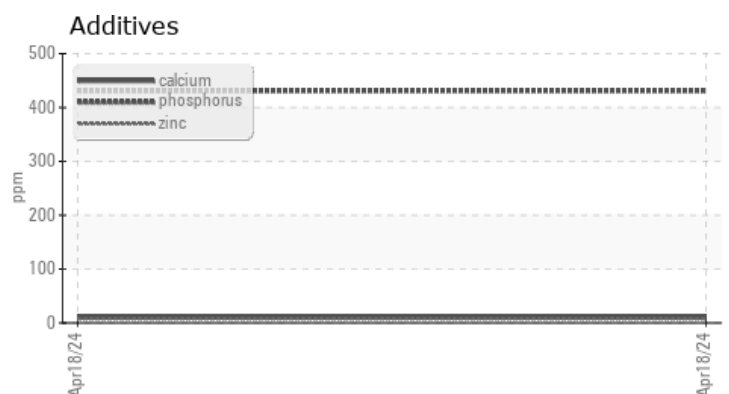 Additives
500
400
300
200
100
0
ppm
calcium
phosphorus
zinc
Apr18/24
Apr18/24